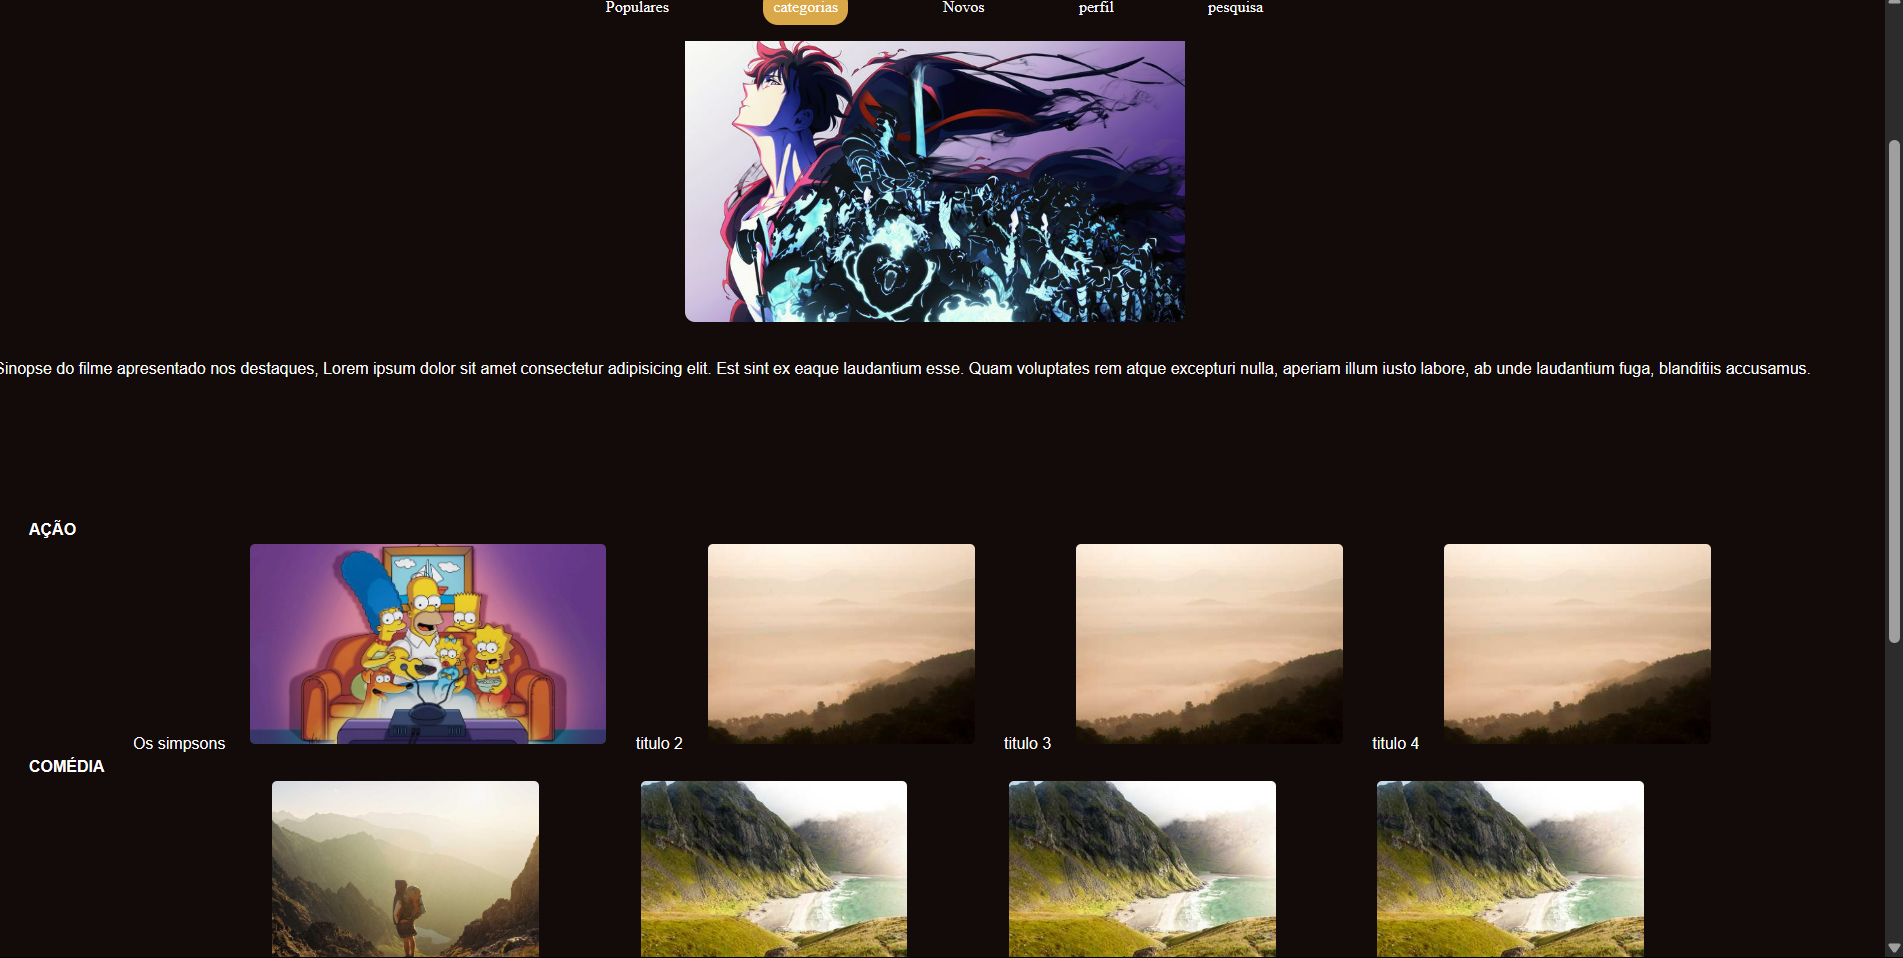 Populares categorias Novos perfil pesquisa
Sinopse do filme apresentado nos destaques, Lorem ipsum dolor sit amet consectetur adipisicing elit. Est sint ex eaque laudantium esse. Quam voluptates rem atque excepturi nulla, aperiam illum iusto labore, ab unde laudantium fuga, blanditiis accusamus.
AÇÃO
Os simpsons titulo 2 titulo 3 titulo 4
COMÉDIA